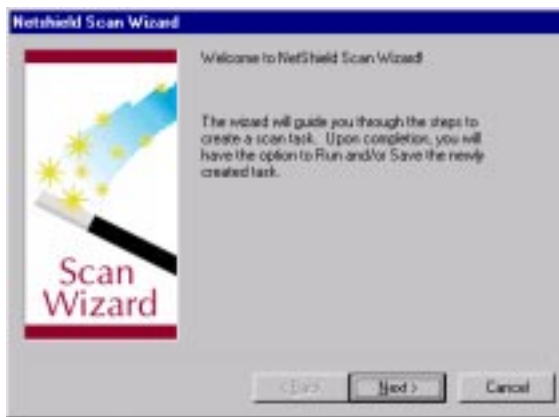 Netshield Scan Wizard
Welcome to NetShield Scan Wizard!
The wizard will guide you through the steps to
create a scan task. Upon completion, you will
have the option to Run and/or Save the newly
created task.
Scan
Wizard
< Back
Next >
Cancel